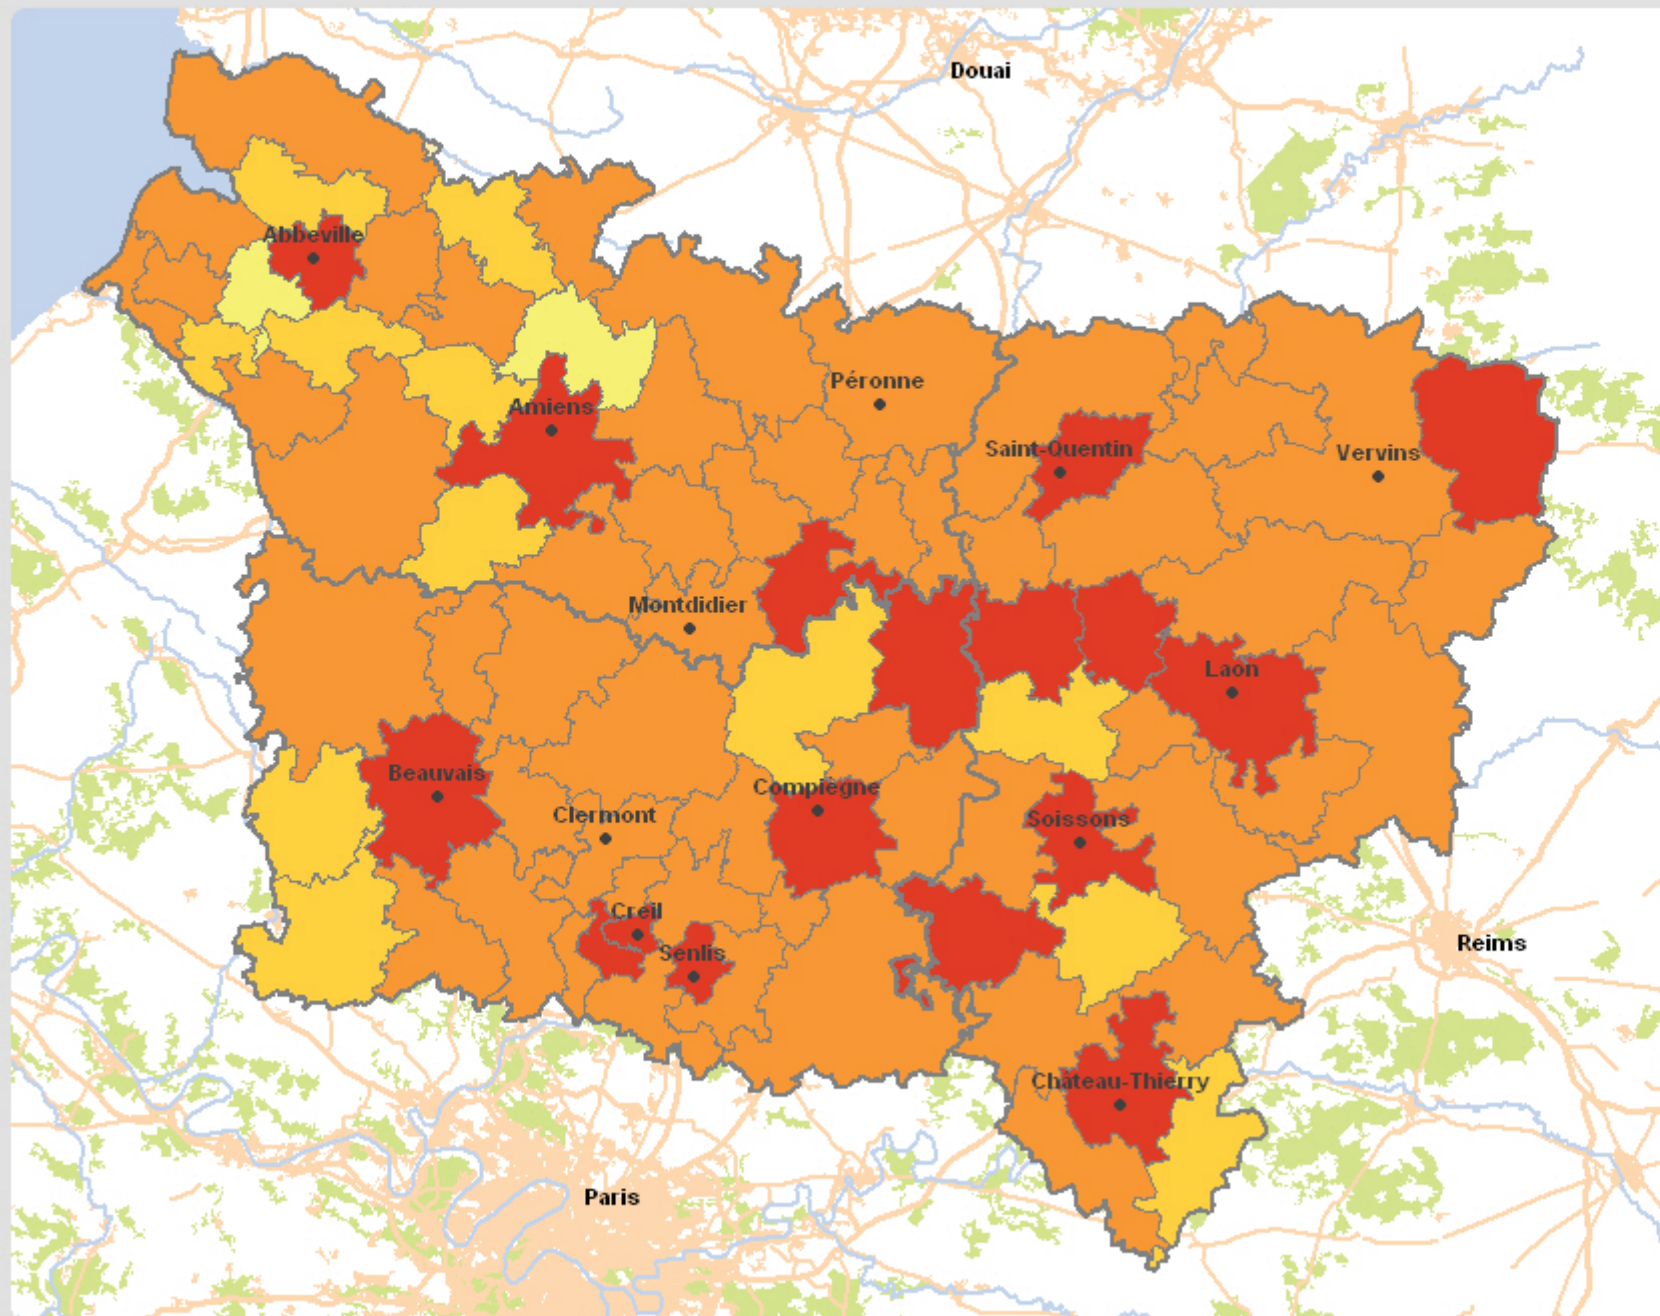 Douai
Abbeville
Péronne
Amiens
Saint-Quentin
Vervins
Montdidier
Laon
Beauvais
Compiègne
Clermont
Soissons
Creil
Senlis
Reims
Château-Thierry
Paris